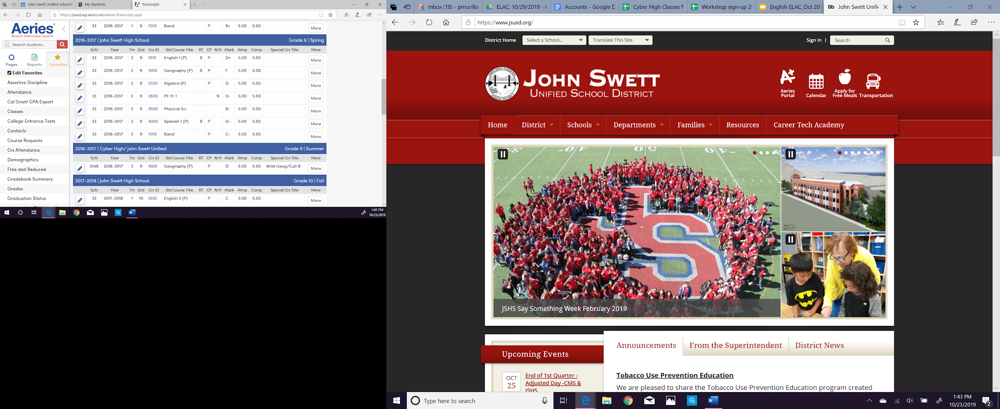 John Swett Unified School D
My Students
Transcripts
https://jsusd.asp.aeries.net/admin/Transcripts.aspx
Aeries
Student Information System
Search students...
Pages Reports Favorites
Edit Favorites
Assertive Discipline
Attendance
Cal Grant GPA Export
Classes
College Entrance Tests
Contacts
Course Requests
Crs Attendance
Demographics
Free and Reduced
Gradebook Summary
Grades
Graduation Status
33 2016-2017 1 9 7010 Band P B+ 5.00 5.00 More
2016-2017 | John Swett High School Grade 9 | Spring
Schl Year Tm Grd Crs ID Std Course Title RT CP N/H Mark Atmp Comp Special Crs Title More
33 2016-2017 2 9 1010 English 1 (P) B P D+ 5.00 5.00 More
33 2016-2017 2 9 1500 Geography (P) B P F 5.00 0.00 More
33 2016-2017 2 9 2020 Algebra (P) P D 5.00 5.00 More
33 2016-2017 2 9 2600 PE Yr 1 N D- 5.00 5.00 More
33 2016-2017 2 9 3500 Physical Sci B- 5.00 5.00 More
33 2016-2017 2 9 4000 Spanish 1 (P) B P D- 5.00 5.00 More
33 2016-2017 2 9 7010 Band P C- 5.00 5.00 More
2016-2017 | Cyber High/ John Swett Unified Grade 9 | Summer
Schl Year Tm Grd Crs ID Std Course Title RT CP N/H Mark Atmp Comp Special Crs Title More
5146 2016-2017 3 9 1500 Geography (P) P D 5.00 5.00 Wrld Geog/Cult B More
2017-2018 | John Swett High School Grade 10 | Fall
Schl Year Tm Grd Crs ID Std Course Title RT CP N/H Mark Atmp Comp Special Crs Title More
33 2017-2018 1 10 1030 English 2 (P) P C 5.00 5.00 More
1:43 PM
10/23/2019
Inbox (18) - pmurillo
ELAC: 10/29/2019 - (
Accounts - Google D
Cyber High Classes
Workshop sign-up 2
English ELAC_Oct 20
Bb John Swett Unifi
https://www.jsusd.org/
District Home
Select a School...
Translate This Site
Sign In |
Search
JOHN SWETT
UNIFIED SCHOOL DISTRICT
Aeries Portal
Calendar
Apply for Free Meals
Transportation
Home District Schools Departments Families Resources Career Tech Academy
JSHS Say Something Week February 2019
LCA
Upcoming Events
OCT
25
End of 1st Quarter -
Adjusted Day -CMS &
JSHS
Announcements From the Superintendent District News
Tobacco Use Prevention Education
We are pleased to share the Tobacco Use Prevention Education program created
Type here to search
1:43 PM
10/23/2019
2